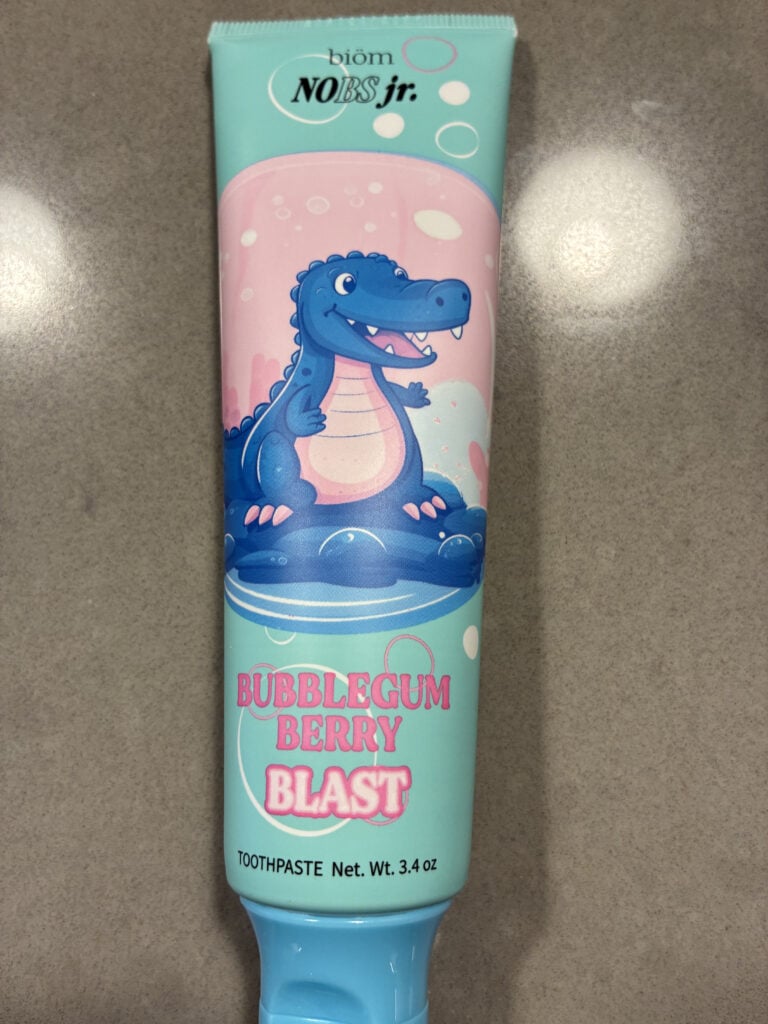 biöm
NOBS jr.
BUBBLEGUM
BERRY
BLAST
TOOTHPASTE Net. Wt. 3.4 oz